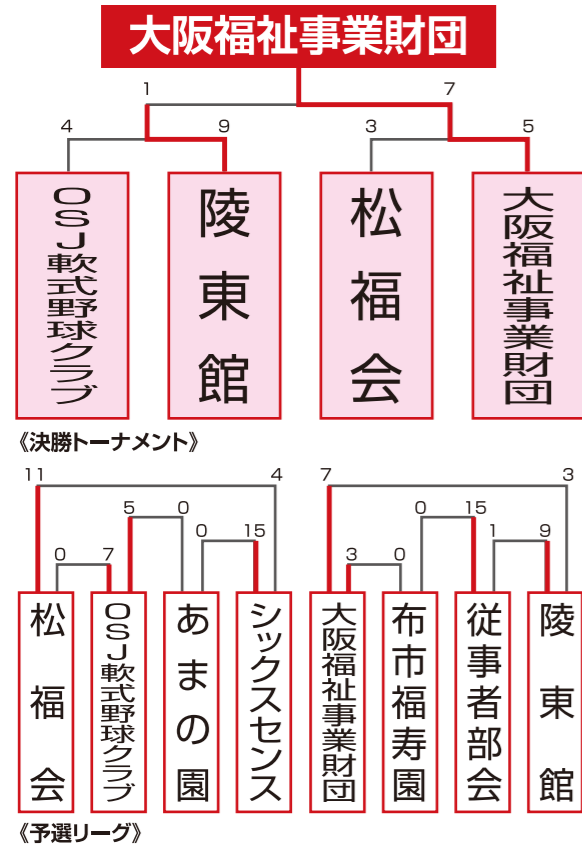 大阪福祉事業財団
1 7
4 9 3 5
OSJ軟式野球クラブ
陵東館
松福会
大阪福祉事業財団
《決勝トーナメント》
11 4 7 3
5 0 0 15
0 7 0 15 3 0 1 9
松福会
OSJ軟式野球クラブ
あまの園
シックスセンス
大阪福祉事業財団
布市福寿園
従事者部会
陵東館
《予選リーグ》